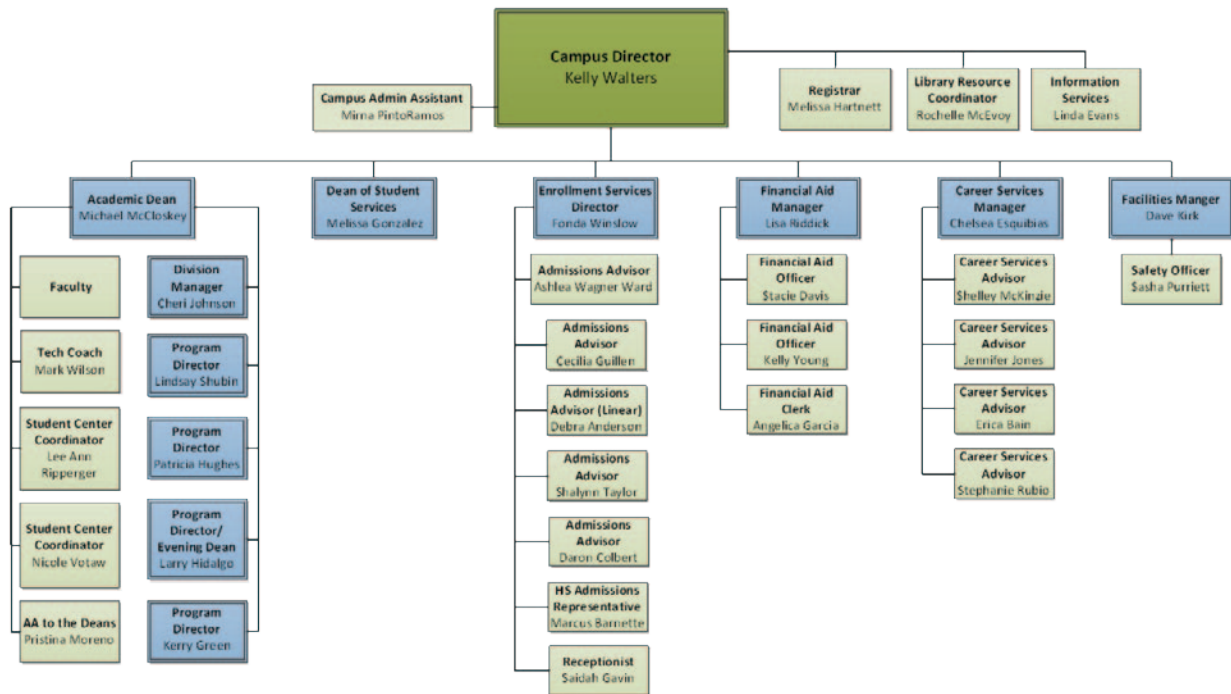 Campus Director
Kelly Walters
Campus Admin Assistant
Mirna PintoRamos
Registrar
Melissa Hartnett
Library Resource
Coordinator
Rochelle McEvoy
Information
Services
Linda Evans
Academic Dean
Michael McCloskey
Dean of Student
Services
Melissa Gonzalez
Enrollment Services
Director
Fonda Winslow
Financial Aid
Manager
Lisa Riddick
Career Services
Manager
Chelsea Esquibias
Facilities Manger
Dave Kirk
Faculty
Tech Coach
Mark Wilson
Student Center
Coordinator
Lee Ann
Ripperger
Student Center
Coordinator
Nicole Votaw
AA to the Deans
Pristina Moreno
Division
Manager
Cheri Johnson
Program
Director
Lindsay Shubin
Program
Director
Patricia Hughes
Program
Director/
Evening Dean
Larry Hidalgo
Program
Director
Kerry Green
Admissions Advisor
Ashlea Wagner Ward
Admissions
Advisor
Cecilia Guillen
Admissions
Advisor (Linear)
Debra Anderson
Admissions
Advisor
Shalynn Taylor
Admissions
Advisor
Daron Colbert
HS Admissions
Representative
Marcus Barnette
Receptionist
Saidah Gavin
Financial Aid
Officer
Stacie Davis
Financial Aid
Officer
Kelly Young
Financial Aid
Clerk
Angelica Garcia
Career Services
Advisor
Shelley McKinzie
Career Services
Advisor
Jennifer Jones
Career Services
Advisor
Erica Bain
Career Services
Advisor
Stephanie Rubio
Safety Officer
Sasha Purriett